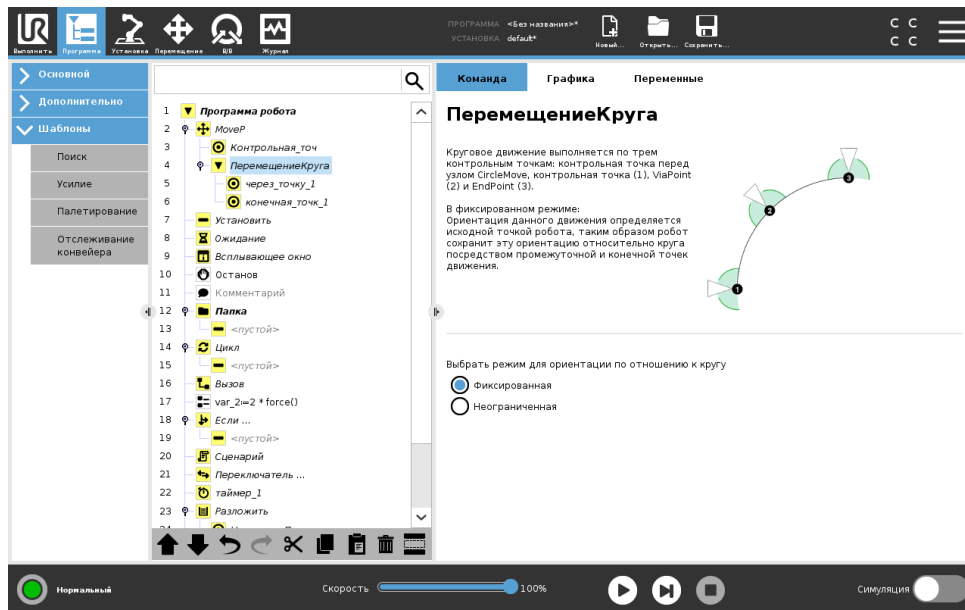 ПРОГРАММА <Без названия>*
УСТАНОВКА default*
Выполнить Программа Установка Перемещение В/В Журнал
Новый... Открыть... Сохранить...
C C
C C
Основной
Дополнительно
Шаблоны
Поиск
Усилие
Палетирование
Отслеживание
конвейера
1 Программа робота
2 MoveP
3 Контрольная_точ
4 ПеремещениеКруга
5 через_точку_1
6 конечная_точк_1
7 Установить
8 Ожидание
9 Всплывающее окно
10 Останов
11 Комментарий
12 Папка
13 <пустой>
14 Цикл
15 <пустой>
16 Вызов
17 var_2≔2 * force()
18 Если ...
19 <пустой>
20 Сценарий
21 Переключатель ...
22 таймер_1
23 Разложить
Команда Графика Переменные
ПеремещениеКруга
Круговое движение выполняется по трем
контрольным точкам: контрольная точка перед
узлом CircleMove, контрольная точка (1), ViaPoint
(2) и EndPoint (3).
В фиксированном режиме:
Ориентация данного движения определяется
исходной точкой робота, таким образом робот
сохранит эту ориентацию относительно круга
посредством промежуточной и конечной точек
движения.
3
2
1
Выбрать режим для ориентации по отношению к кругу
Фиксированная
Неограниченная
Нормальный
Скорость 100%
Симуляция